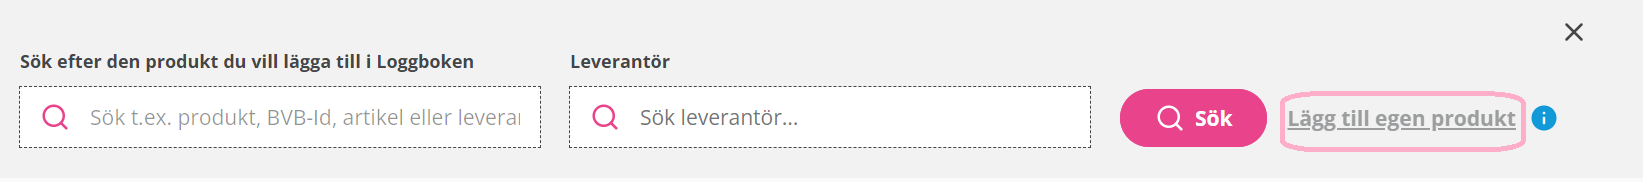 Sök efter den produkt du vill lägga till i Loggboken
Leverantör
Sök t.ex. produkt, BVB-Id, artikel eller leverar
Sök leverantör...
Sök
Lägg till egen produkt
i